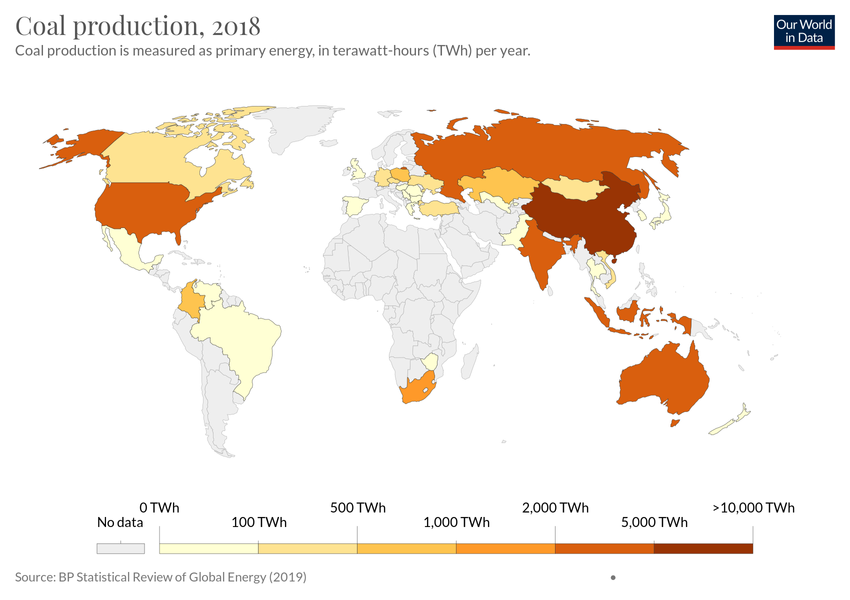 Coal production, 2018
Our World
in Data
Coal production is measured as primary energy, in terawatt-hours (TWh) per year.
No data
0 TWh
100 TWh
500 TWh
1,000 TWh
2,000 TWh
5,000 TWh
>10,000 TWh
Source: BP Statistical Review of Global Energy (2019)